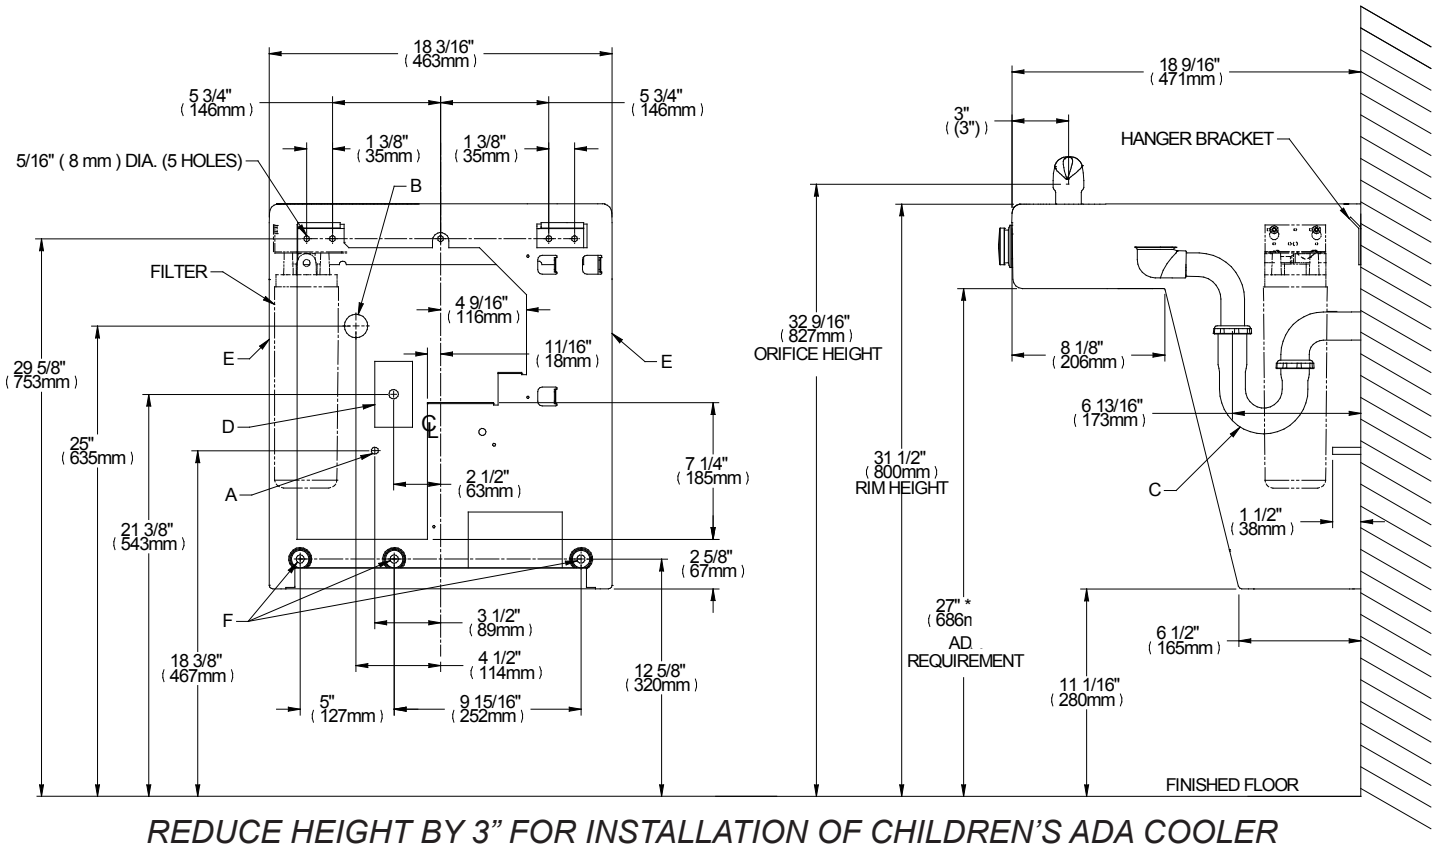 18 3/16"
(463mm)
5 3/4"
(146mm)
5 3/4"
(146mm)
1 3/8"
(35mm)
1 3/8"
(35mm)
5/16" ( 8 mm ) DIA. (5 HOLES)
B
FILTER
4 9/16"
(116mm)
11/16"
(18mm)
E
E
29 5/8"
(753mm)
D
CL
25"
(635mm)
A
2 1/2"
(63mm)
7 1/4"
(185mm)
21 3/8"
(543mm)
2 5/8"
(67mm)
F
3 1/2"
(89mm)
18 3/8"
(467mm)
4 1/2"
(114mm)
12 5/8"
(320mm)
5"
(127mm)
9 15/16"
(252mm)
18 9/16"
(471mm)
3"
(3")
HANGER BRACKET
32 9/16"
(827mm)
ORIFICE HEIGHT
8 1/8"
(206mm)
6 13/16"
(173mm)
31 1/2"
(800mm)
RIM HEIGHT
C
1 1/2"
(38mm)
27" *
(686m
AD
REQUIREMENT
6 1/2"
(165mm)
11 1/16"
(280mm)
FINISHED FLOOR
REDUCE HEIGHT BY 3” FOR INSTALLATION OF CHILDREN’S ADA COOLER